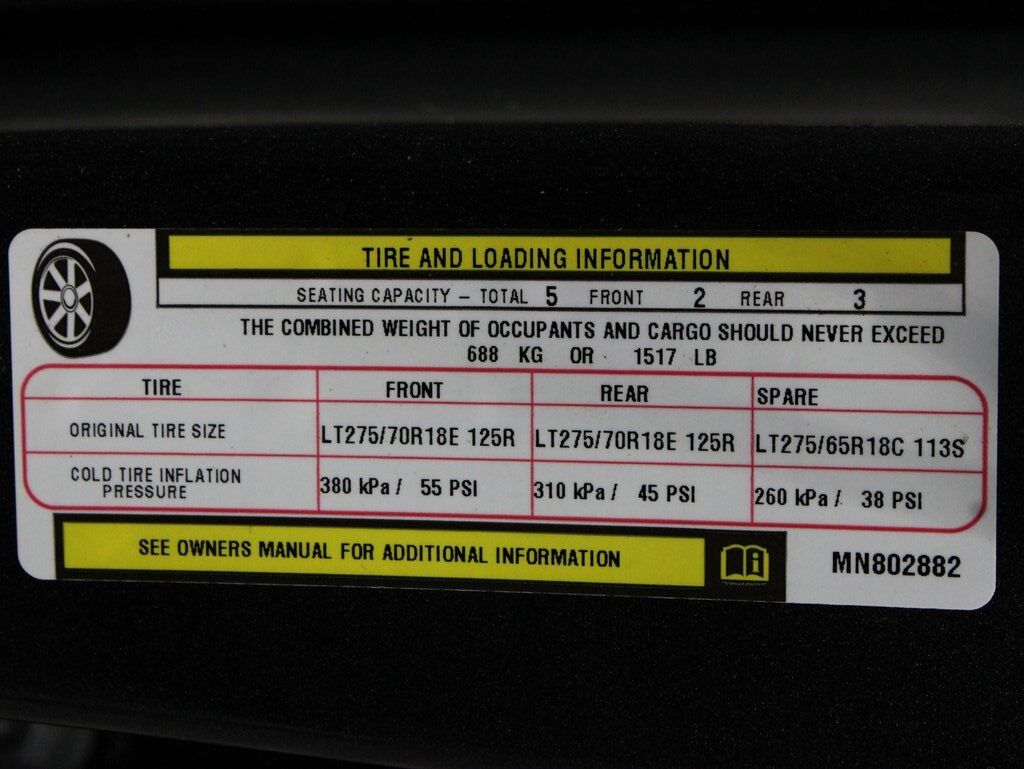 TIRE AND LOADING INFORMATION
SEATING CAPACITY – TOTAL 5 FRONT 2 REAR 3
THE COMBINED WEIGHT OF OCCUPANTS AND CARGO SHOULD NEVER EXCEED
688 KG OR 1517 LB
TIRE FRONT REAR SPARE
ORIGINAL TIRE SIZE LT275/70R18E 125R LT275/70R18E 125R LT275/65R18C 113S
COLD TIRE INFLATION
PRESSURE 380 kPa / 55 PSI 310 kPa / 45 PSI 260 kPa / 38 PSI
SEE OWNERS MANUAL FOR ADDITIONAL INFORMATION
MN802882